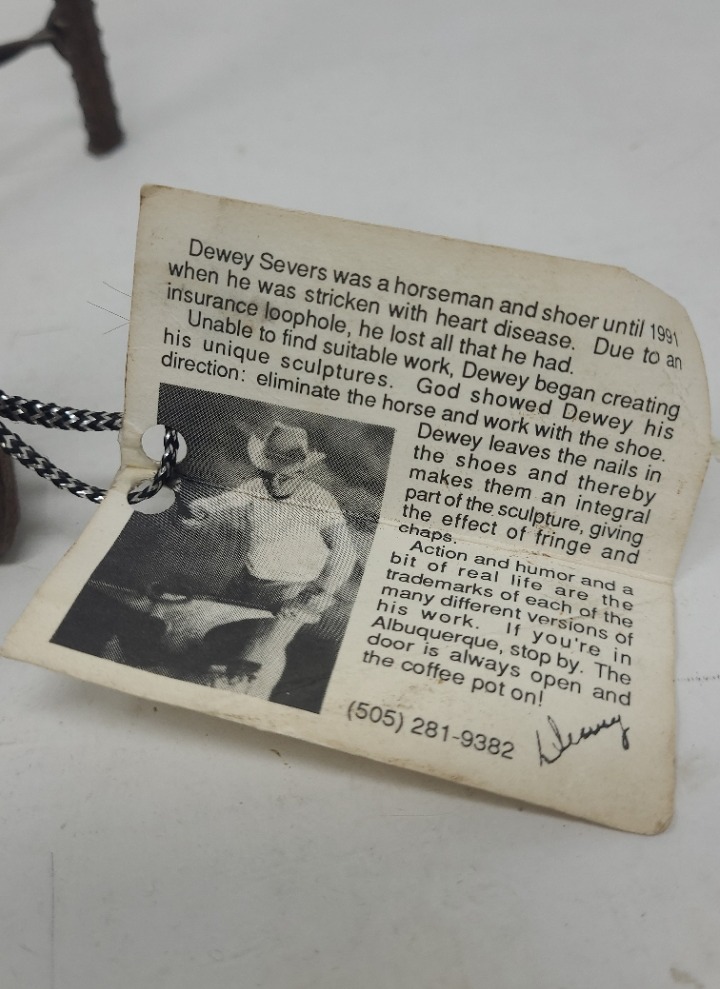 Dewey Severs was a horseman and shoer until 1991
when he was stricken with heart disease. Due to an
insurance loophole, he lost all that he had.
Unable to find suitable work, Dewey began creating
his unique sculptures. God showed Dewey his
direction: eliminate the horse and work with the shoe.
Dewey leaves the nails in
the shoes and thereby
makes them an integral
part of the sculpture, giving
the effect of fringe and
chaps.
Action and humor and a
bit of real life are the
trademarks of each of the
many different versions of
his work. If you're in
Albuquerque, stop by. The
door is always open and
the coffee pot on!
(505) 281-9382
Dewey